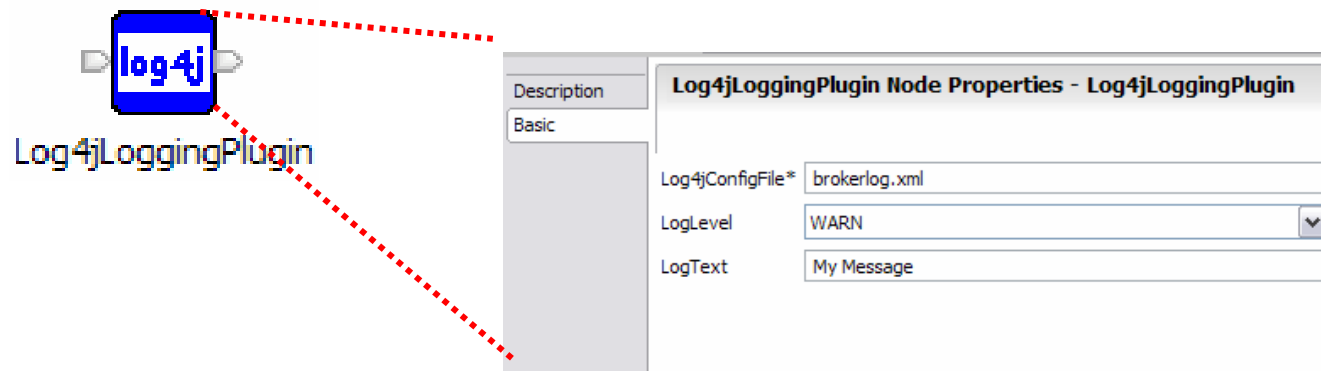 log4j
Log4jLoggingPlugin
Description
Basic
Log4jLoggingPlugin Node Properties - Log4jLoggingPlugin
Log4jConfigFile* brokerlog.xml
LogLevel WARN
LogText My Message